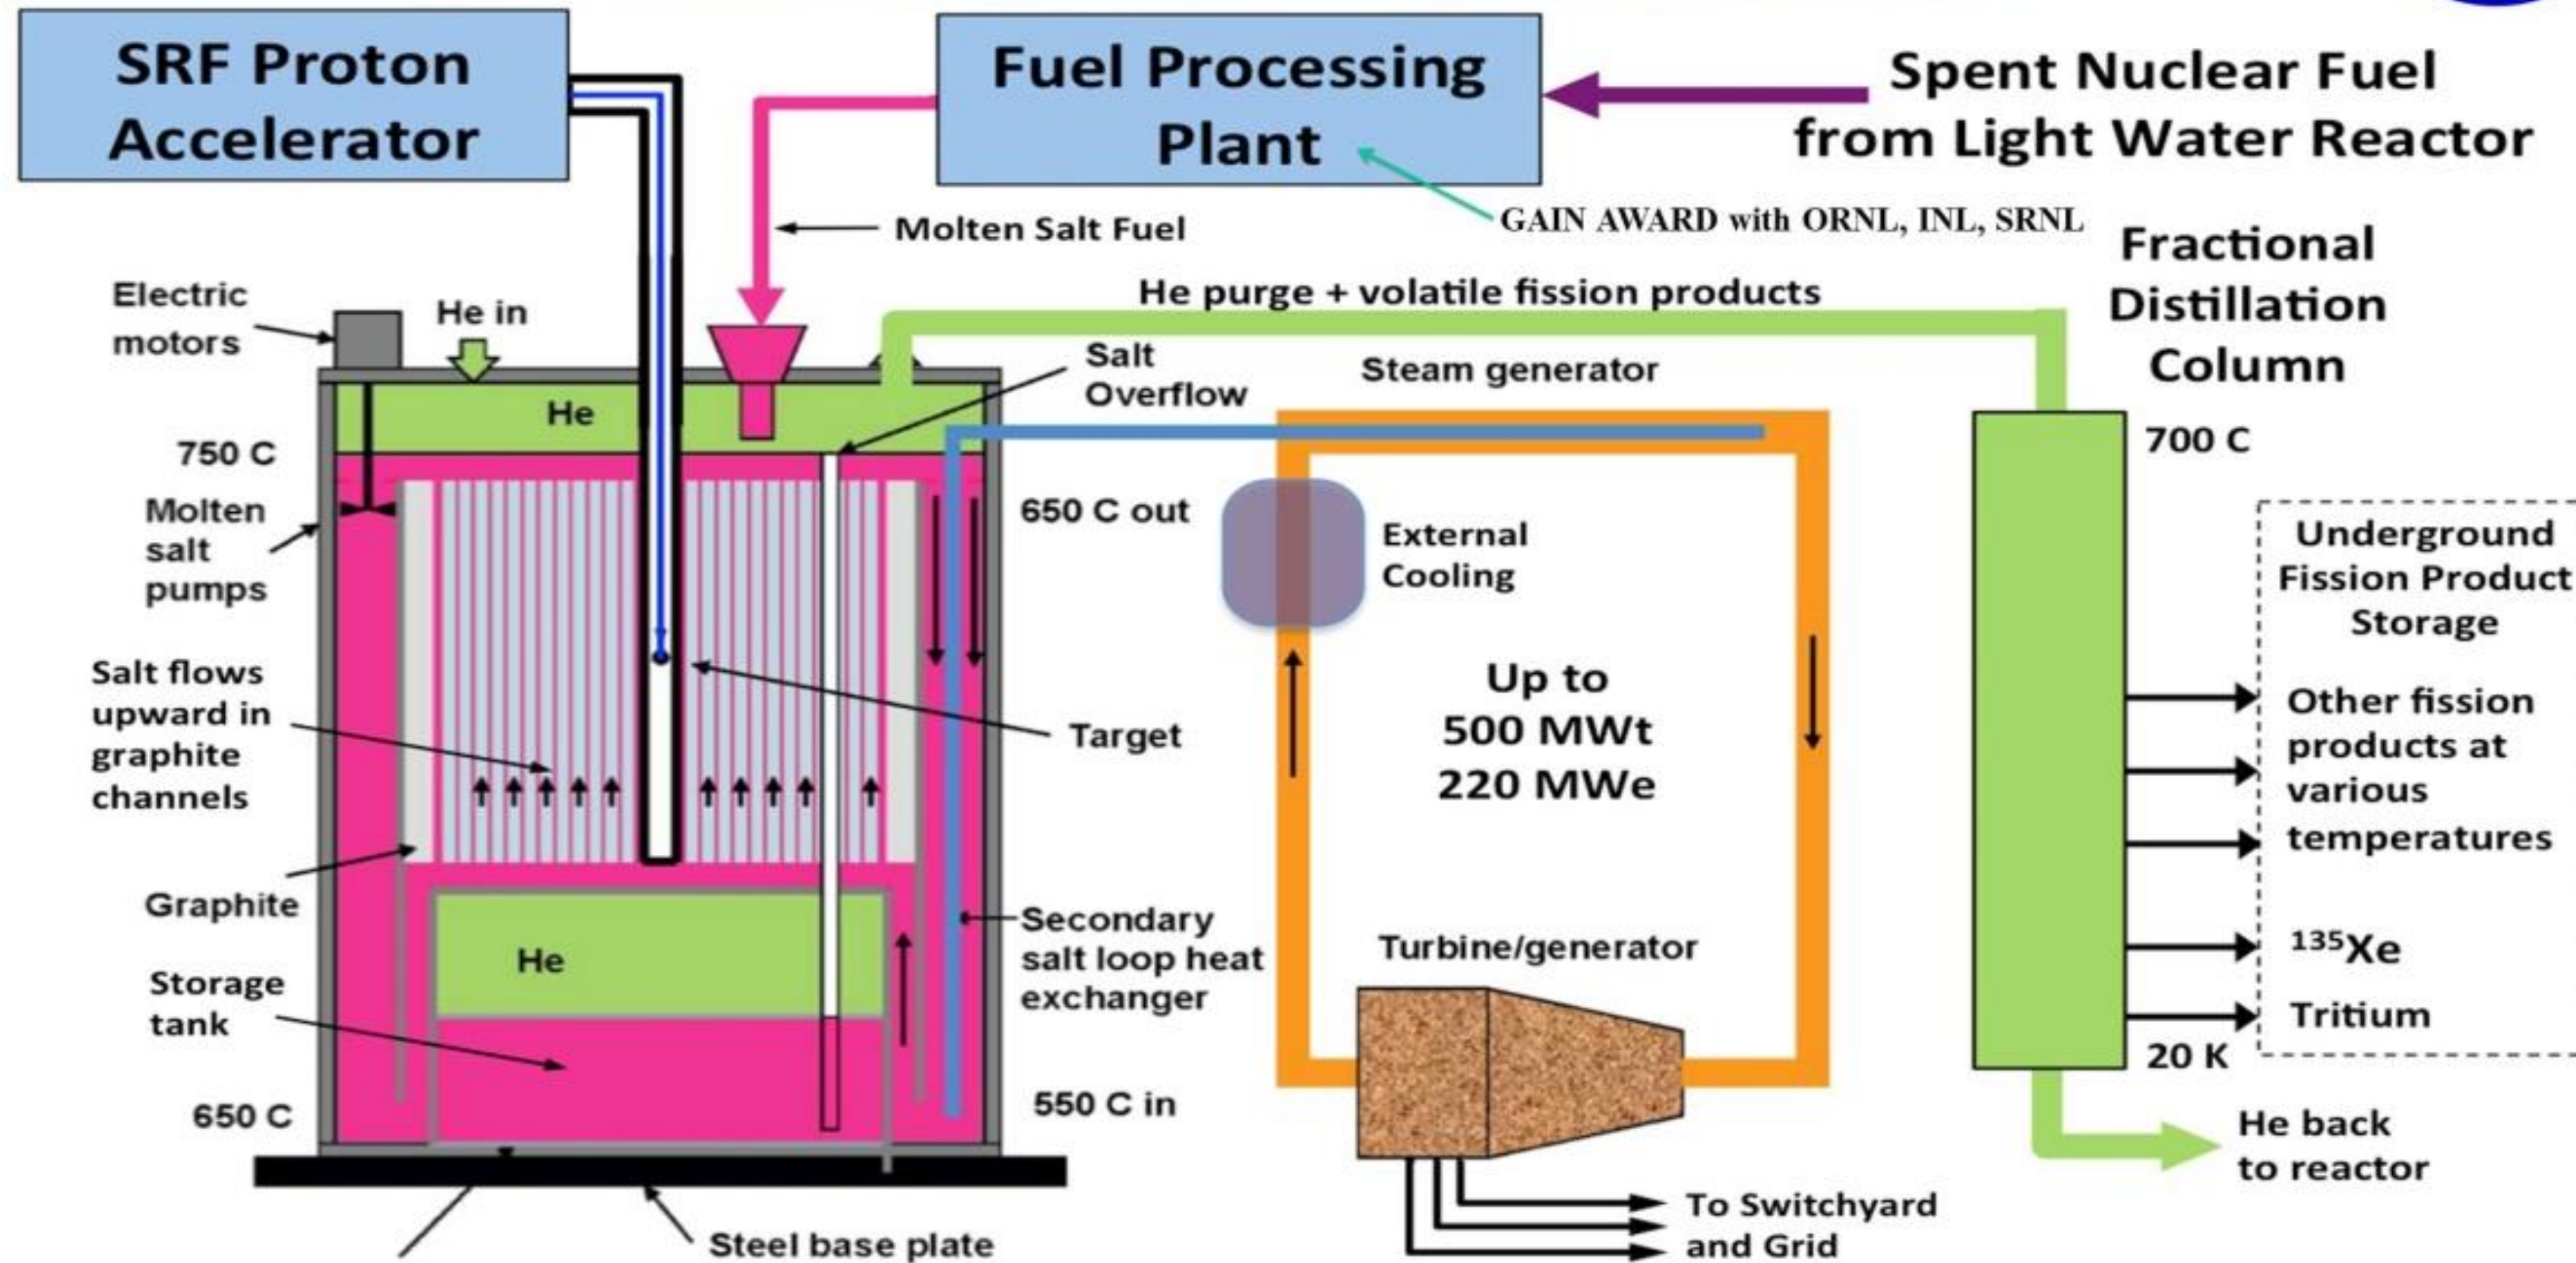 SRF Proton
Accelerator
Fuel Processing
Plant
Spent Nuclear Fuel
from Light Water Reactor
GAIN AWARD with ORNL, INL, SRNL
Molten Salt Fuel
Fractional
Distillation
Column
Electric
motors
He in
He purge + volatile fission products
Salt
Overflow
Steam generator
He
750 C
700 C
Molten
salt
pumps
650 C out
External
Cooling
Underground
Fission Product
Storage
Salt flows
upward in
graphite
channels
Target
Up to
500 MWt
220 MWe
Other fission
products at
various
temperatures
Graphite
Secondary
salt loop heat
exchanger
Turbine/generator
¹³⁵Xe
He
Storage
tank
Tritium
20 K
650 C
550 C in
He back
to reactor
To Switchyard
and Grid
Steel base plate